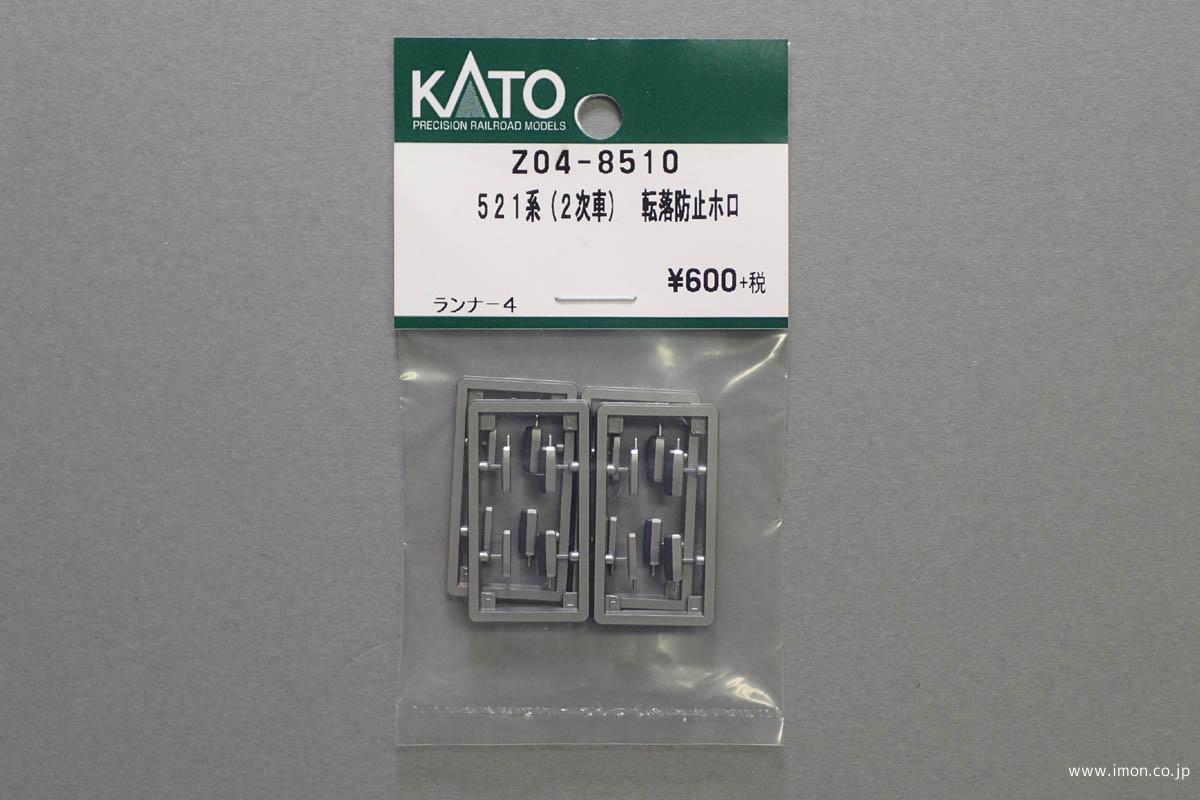 KATO
PRECISION RAILROAD MODELS
Z04-8510
521系(2次車) 転落防止ホロ
¥600+税
ランナー4
www.imon.co.jp